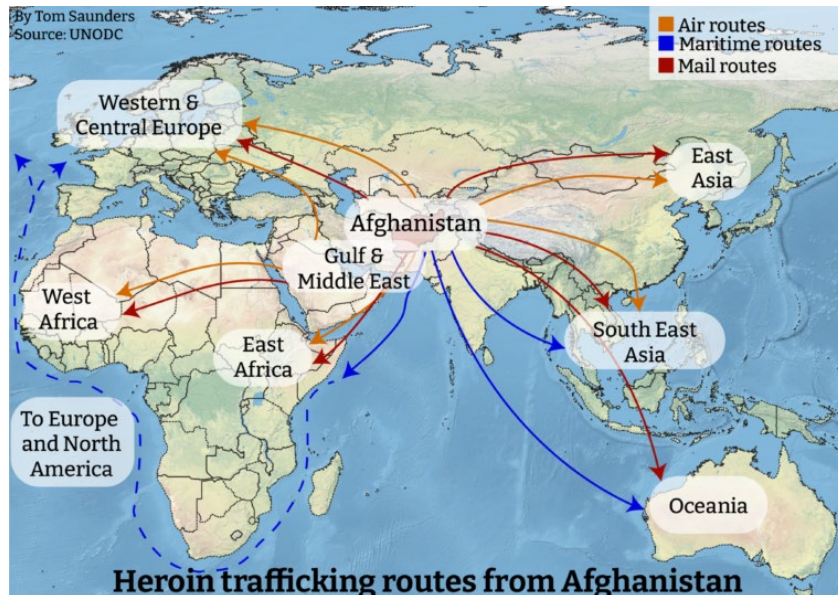 By Tom Saunders
Source: UNODC
Air routes
Maritime routes
Mail routes
Western &
Central Europe
East
Asia
Afghanistan
Gulf &
Middle East
West
Africa
East
Africa
South East
Asia
To Europe
and North
America
Oceania
Heroin trafficking routes from Afghanistan